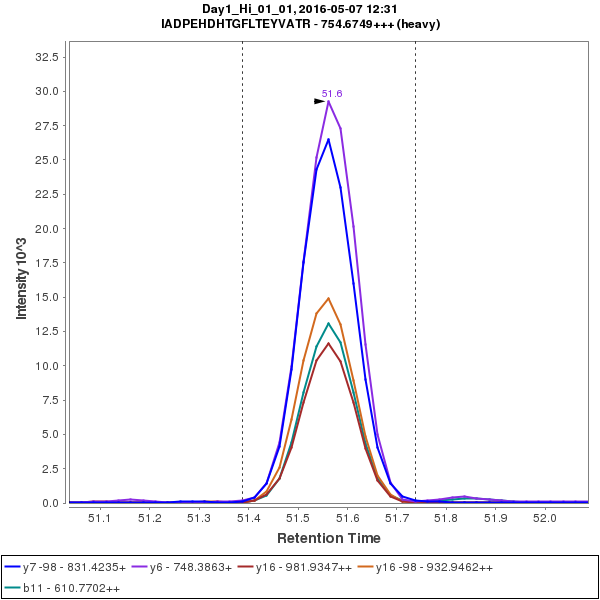 Day1_Hi_01_01, 2016-05-07 12:31
IADPEHDHTGFLTEYVATR - 754.6749+++ (heavy)
51.6
32.5
30.0
27.5
25.0
22.5
20.0
17.5
15.0
12.5
10.0
7.5
5.0
2.5
0.0
Intensity 10^3
51.1 51.2 51.3 51.4 51.5 51.6 51.7 51.8 51.9 52.0
Retention Time
y7 -98 - 831.4235+ y6 - 748.3863+ y16 - 981.9347++ y16 -98 - 932.9462++
b11 - 610.7702++